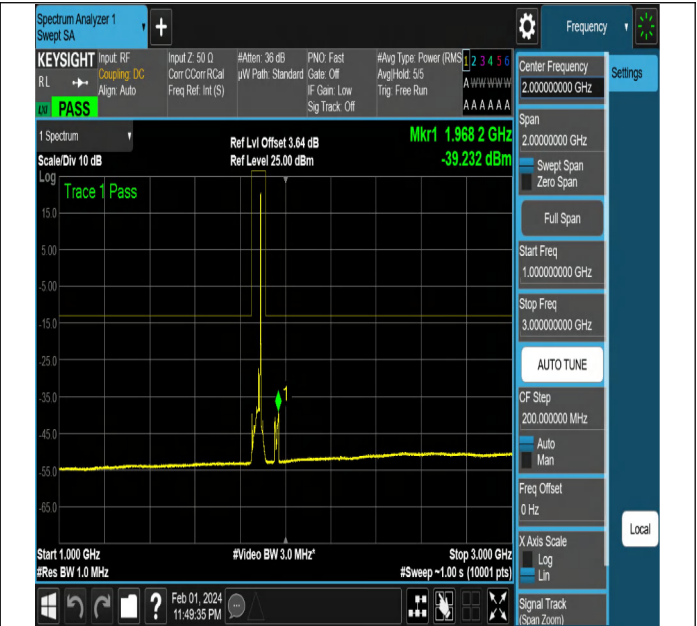 Spectrum Analyzer 1
Swept SA
Frequency
KEYSIGHT
RL
PASS
Input: RF
Coupling: DC
Align: Auto
Input Z: 50 Ω
Corr CCorr RCal
Freq Ref: Int (S)
#Atten: 36 dB
µW Path: Standard
PNO: Fast
Gate: Off
IF Gain: Low
Sig Track: Off
#Avg Type: Power (RMS
Avg|Hold: 5/5
Trig: Free Run
1 2 3 4 5 6
A W W W W W
A A A A A A
1 Spectrum
Scale/Div 10 dB
Ref Lvl Offset 3.64 dB
Ref Level 25.00 dBm
Mkr1 1.968 2 GHz
-39.232 dBm
Log
Trace 1 Pass
15.0
5.00
-5.00
-15.0
-25.0
-35.0
-45.0
-55.0
-65.0
1
Start 1.000 GHz
#Res BW 1.0 MHz
#Video BW 3.0 MHz*
Stop 3.000 GHz
#Sweep ~1.00 s (10001 pts)
?
Feb 01, 2024
11:49:35 PM
Center Frequency
2.000000000 GHz
Settings
Span
2.00000000 GHz
Swept Span
Zero Span
Full Span
Start Freq
1.000000000 GHz
Stop Freq
3.000000000 GHz
AUTO TUNE
CF Step
200.000000 MHz
Auto
Man
Freq Offset
0 Hz
X Axis Scale
Log
Lin
Local
Signal Track
(Span Zoom)